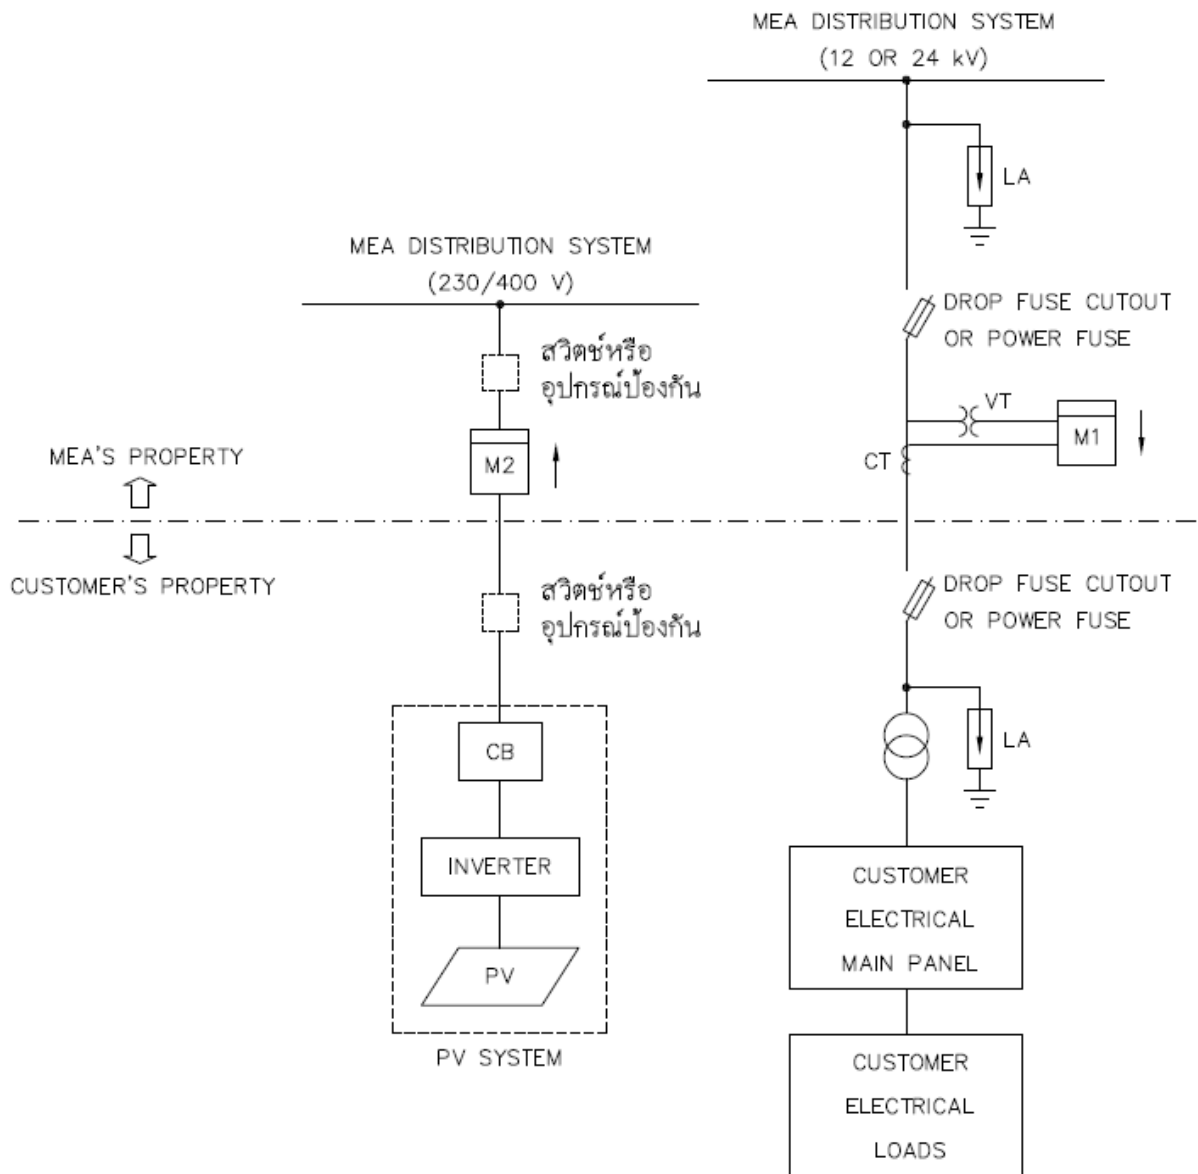 MEA DISTRIBUTION SYSTEM
(12 OR 24 kV)
LA
MEA DISTRIBUTION SYSTEM
(230/400 V)
DROP FUSE CUTOUT
OR POWER FUSE
สวิตช์หรือ
อุปกรณ์ป้องกัน
VT
M1
CT
M2
MEA'S PROPERTY
CUSTOMER'S PROPERTY
สวิตช์หรือ
อุปกรณ์ป้องกัน
DROP FUSE CUTOUT
OR POWER FUSE
LA
CB
INVERTER
PV
PV SYSTEM
CUSTOMER
ELECTRICAL
MAIN PANEL
CUSTOMER
ELECTRICAL
LOADS